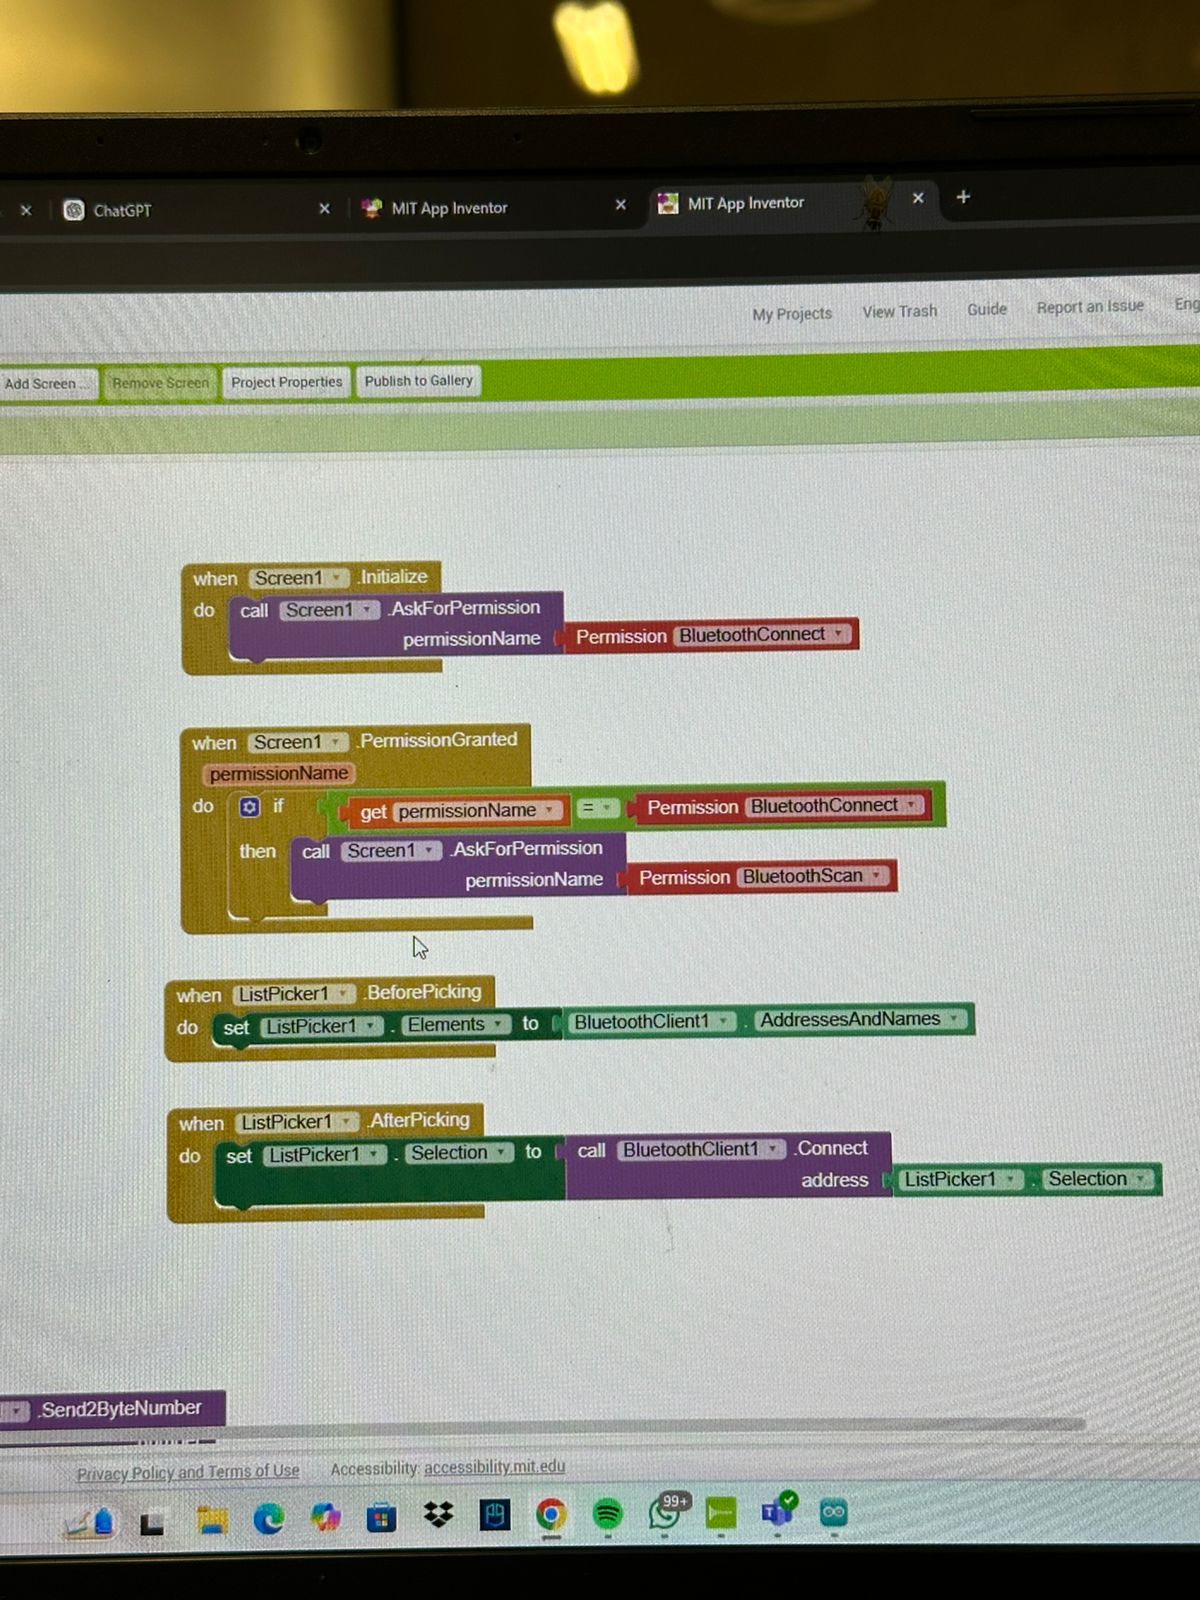 ChatGPT
MIT App Inventor
MIT App Inventor
My Projects View Trash Guide Report an Issue Eng
Add Screen ... Remove Screen Project Properties Publish to Gallery
when Screen1 .Initialize
do call Screen1 .AskForPermission
permissionName Permission BluetoothConnect
when Screen1 .PermissionGranted
permissionName
do if get permissionName = Permission BluetoothConnect
then call Screen1 .AskForPermission
permissionName Permission BluetoothScan
when ListPicker1 .BeforePicking
do set ListPicker1 . Elements to BluetoothClient1 . AddressesAndNames
when ListPicker1 .AfterPicking
do set ListPicker1 . Selection to call BluetoothClient1 .Connect
address ListPicker1 . Selection
.Send2ByteNumber
Privacy Policy and Terms of Use Accessibility: accessibility.mit.edu
99+